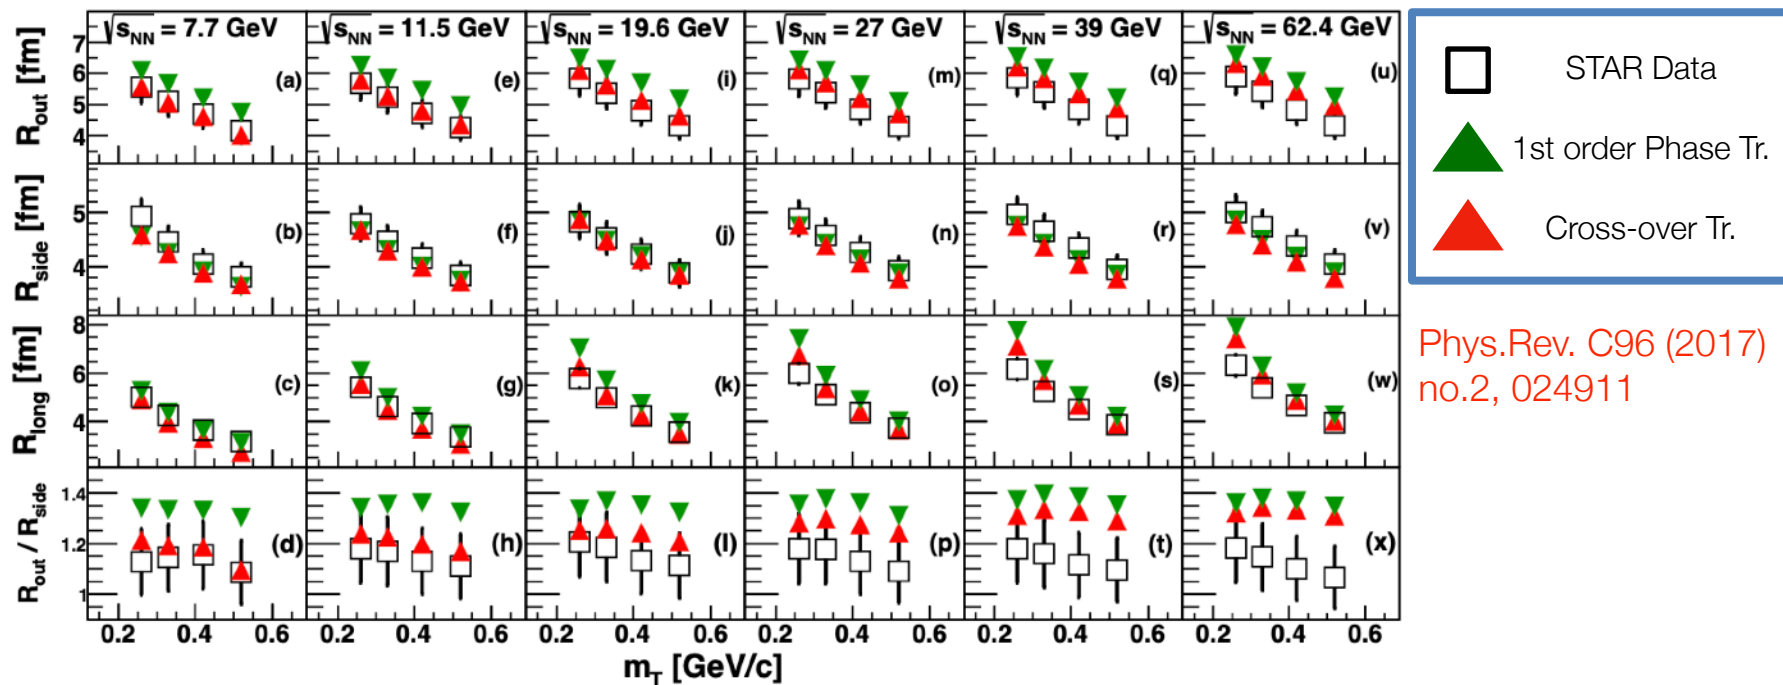 √sNN = 7.7 GeV √sNN = 11.5 GeV √sNN = 19.6 GeV √sNN = 27 GeV √sNN = 39 GeV √sNN = 62.4 GeV
Rout [fm]
7
6
5
4
(a) (e) (i) (m) (q) (u)
Rside [fm]
5
4
(b) (f) (j) (n) (r) (v)
Rlong [fm]
8
6
4
(c) (g) (k) (o) (s) (w)
Rout / Rside
1.4
1.2
1
(d) (h) (l) (p) (t) (x)
0.2 0.4 0.6 0.2 0.4 0.6 0.2 0.4 0.6 0.2 0.4 0.6 0.2 0.4 0.6 0.2 0.4 0.6
mT [GeV/c]
STAR Data
1st order Phase Tr.
Cross-over Tr.
Phys.Rev. C96 (2017)
no.2, 024911